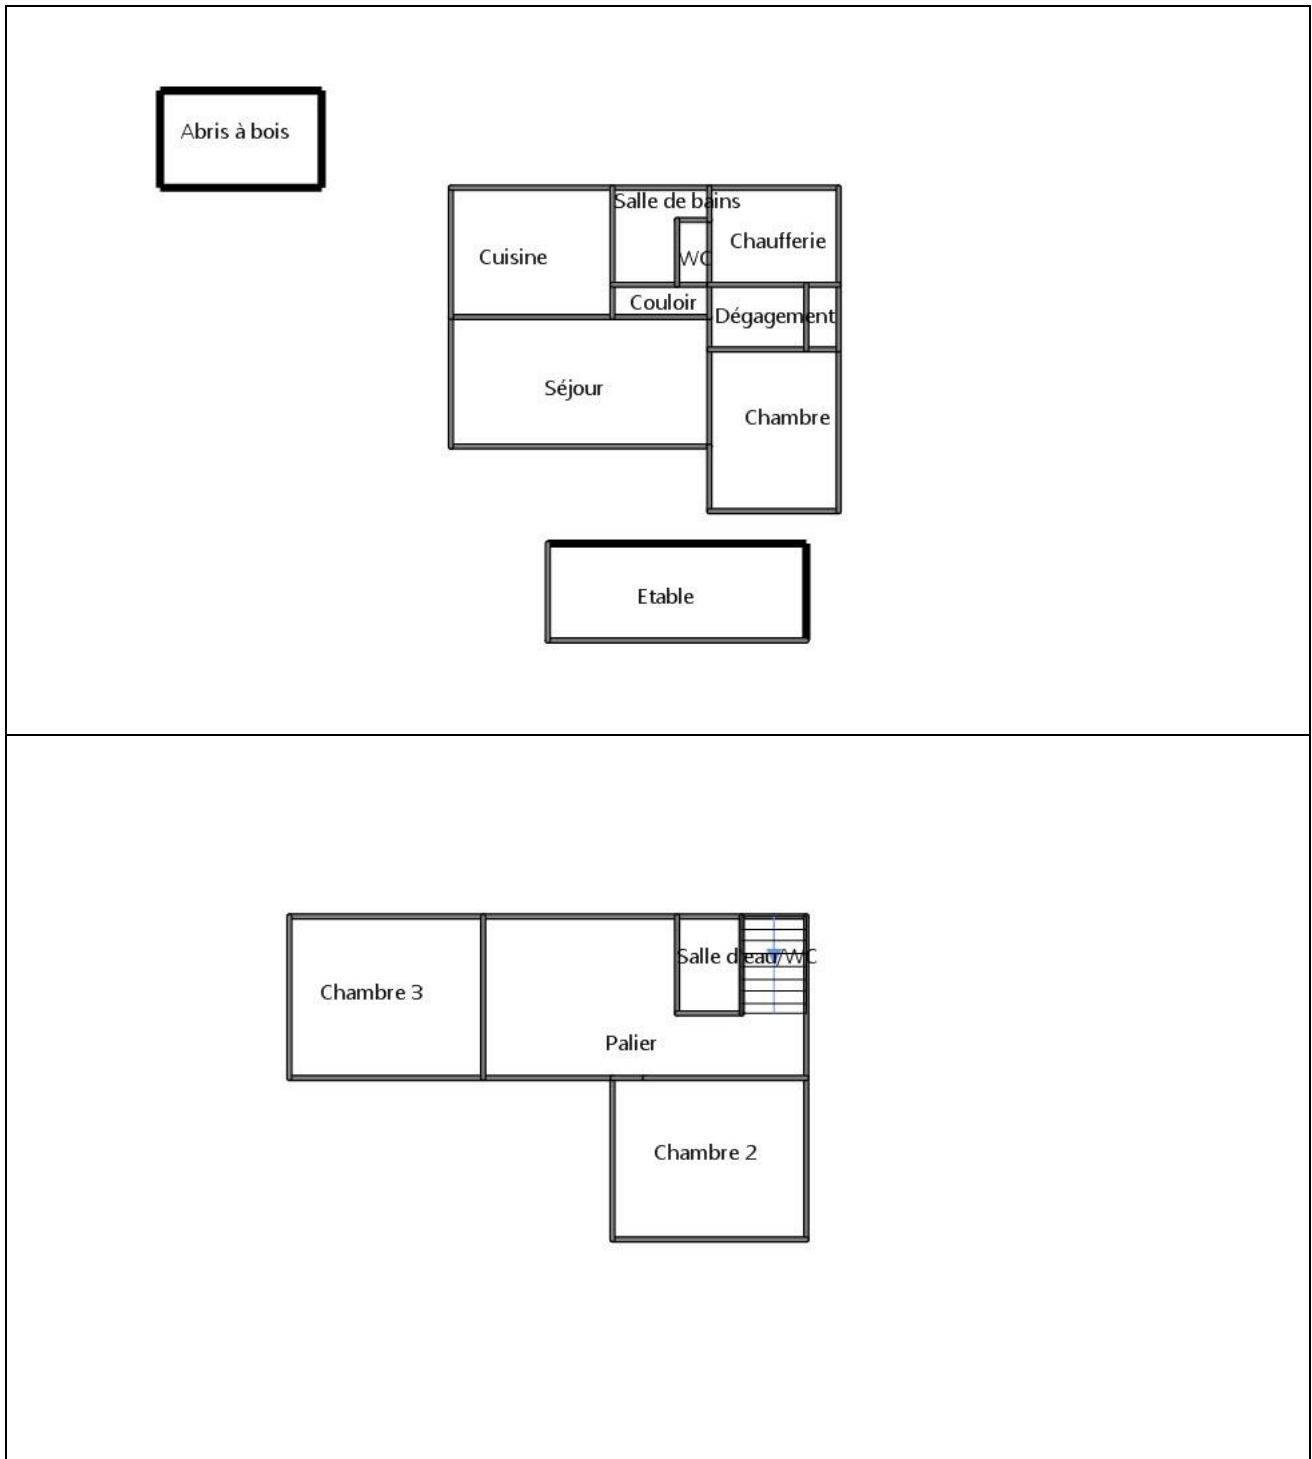 Abris à bois
Salle de bains
Chaufferie
Cuisine
WC
Couloir
Dégagement
Séjour
Chambre
Etable
Salle d'eau/WC
Chambre 3
Palier
Chambre 2